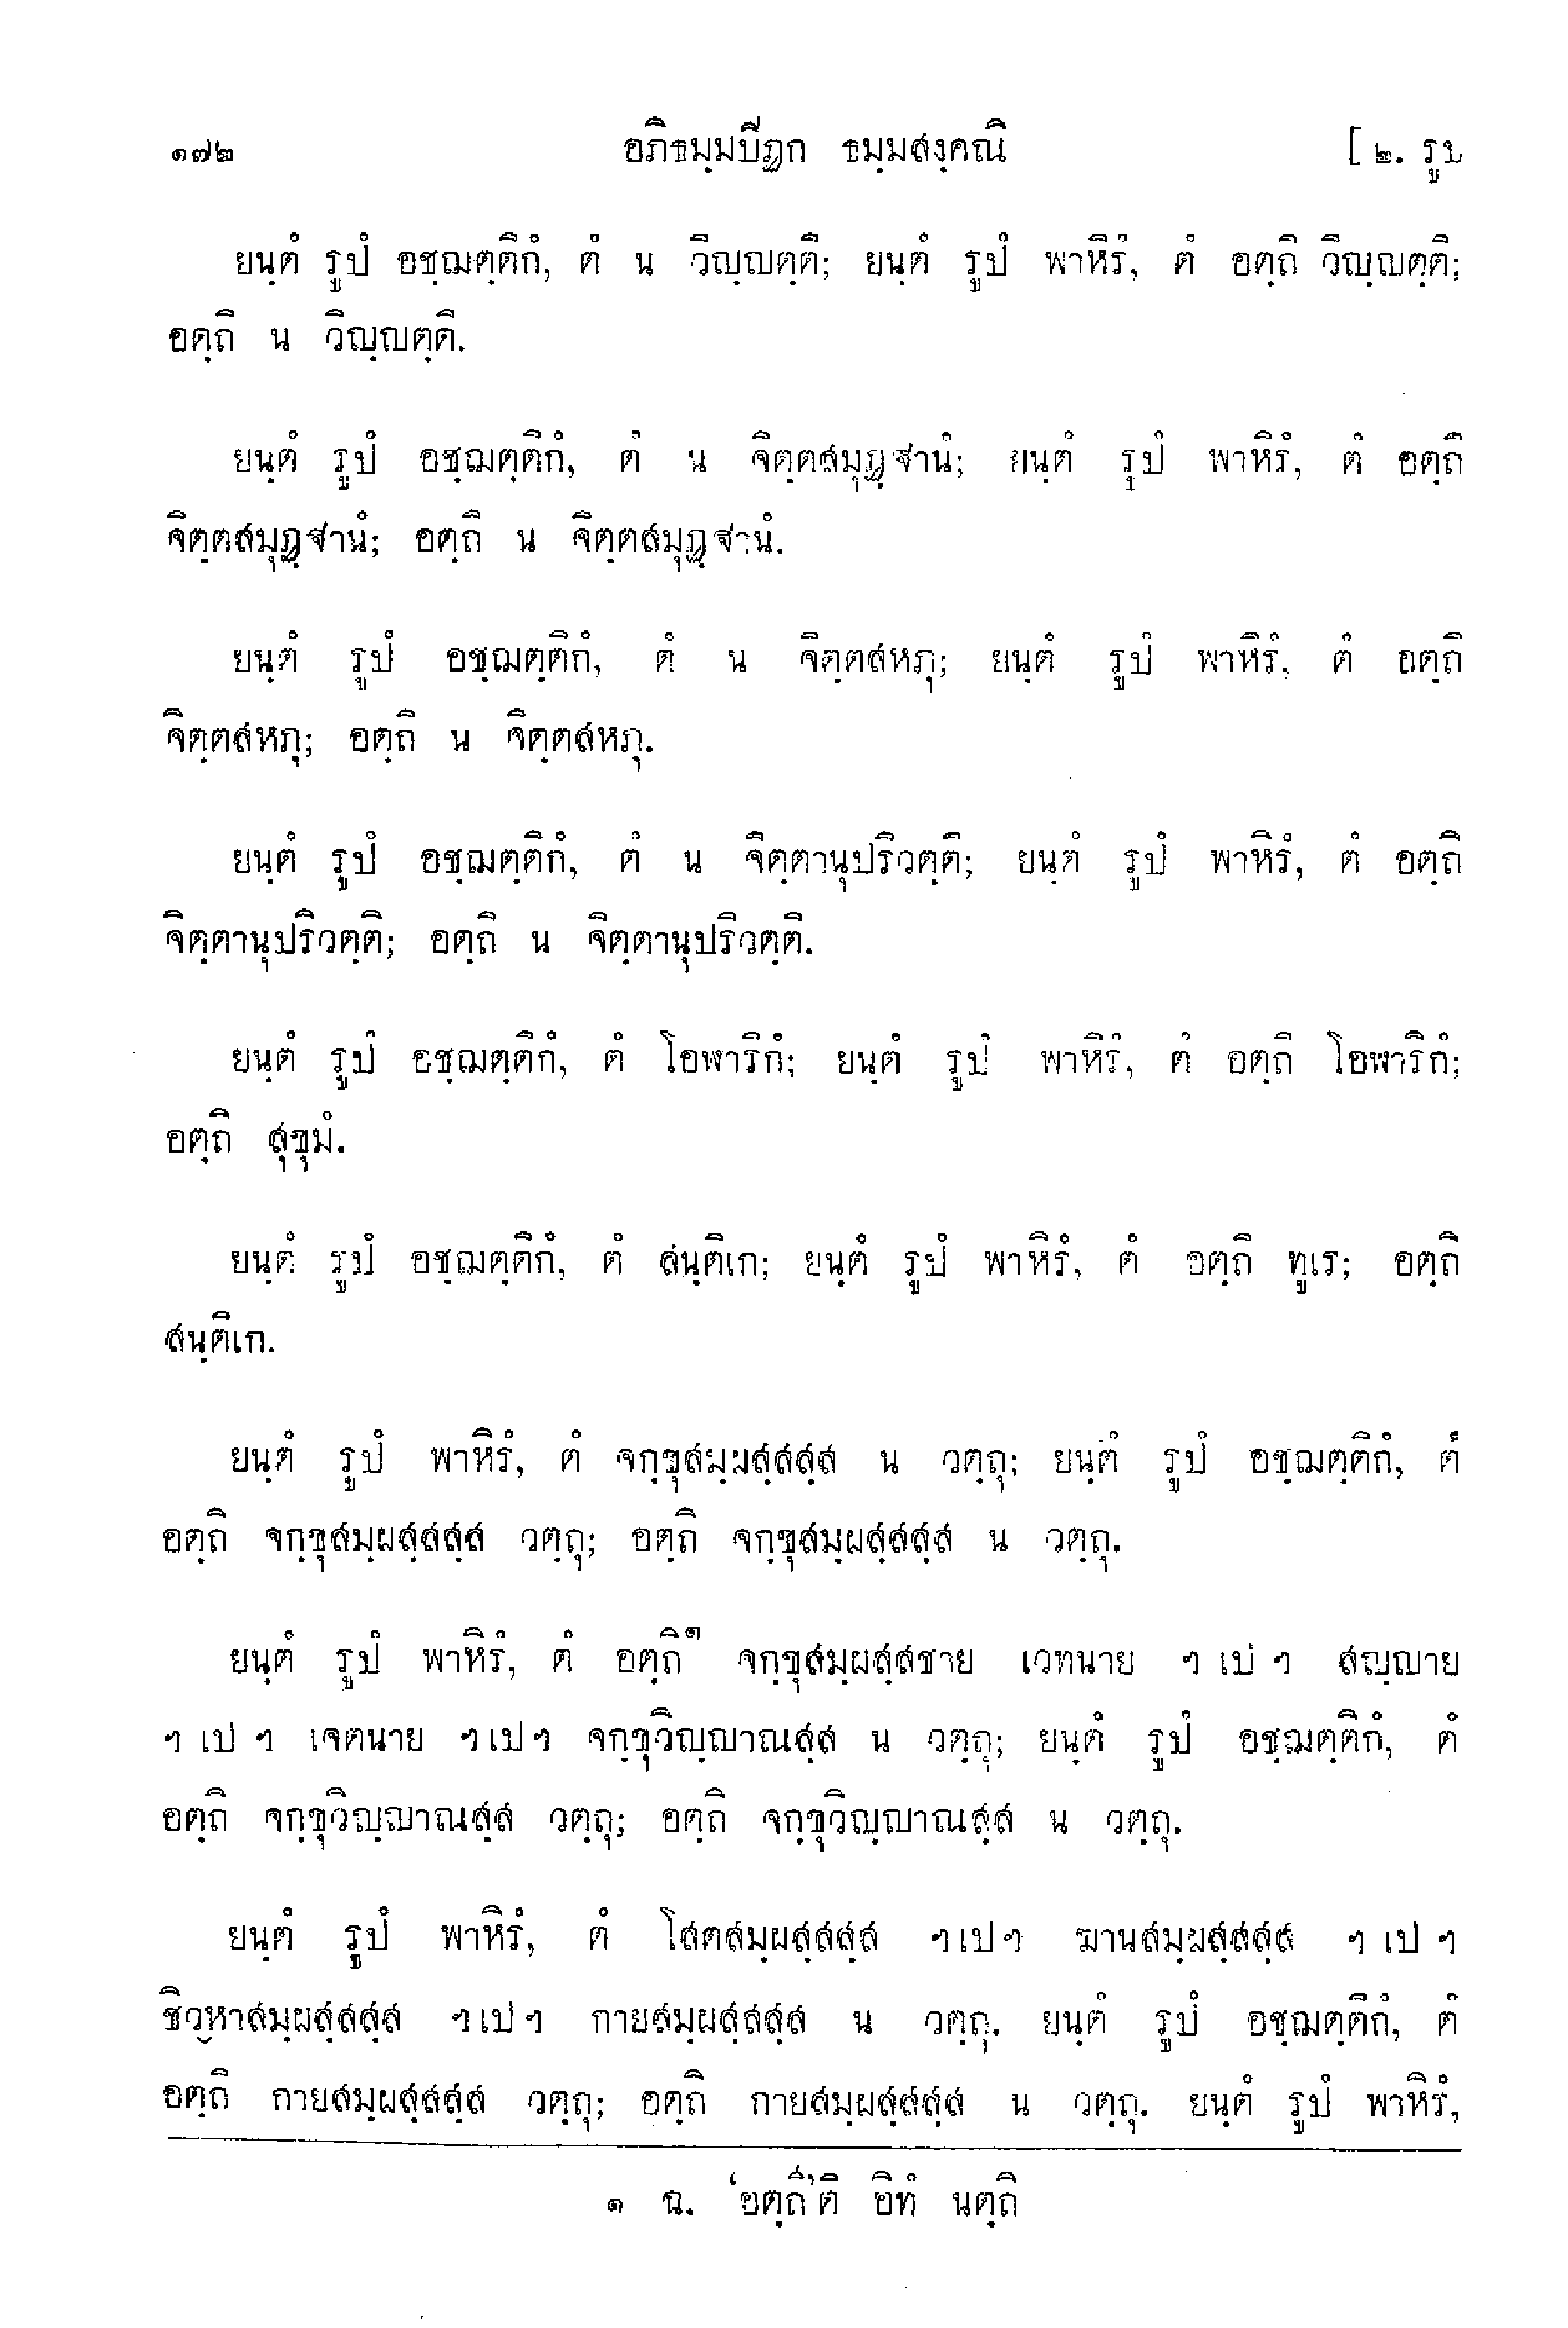 ๑๗๒ อภิธมฺมปิฏก ธมฺมสงฺคณิ [ ๒. รูป
ยนฺตํ รูปํ อชฺฌตฺติกํ, ตํ น วิญฺญตฺติ; ยนฺตํ รูปํ พาหิรํ, ตํ อตฺถิ วิญฺญตฺติ;
อตฺถิ น วิญฺญตฺติ.
ยนฺตํ รูปํ อชฺฌตฺติกํ, ตํ น จิตฺตสมุฏฺฐานํ; ยนฺตํ รูปํ พาหิรํ, ตํ อตฺถิ
จิตฺตสมุฏฺฐานํ; อตฺถิ น จิตฺตสมุฏฺฐานํ.
ยนฺตํ รูปํ อชฺฌตฺติกํ, ตํ น จิตฺตสหภุ; ยนฺตํ รูปํ พาหิรํ, ตํ อตฺถิ
จิตฺตสหภุ; อตฺถิ น จิตฺตสหภุ.
ยนฺตํ รูปํ อชฺฌตฺติกํ, ตํ น จิตฺตานุปริวตฺติ; ยนฺตํ รูปํ พาหิรํ, ตํ อตฺถิ
จิตฺตานุปริวตฺติ; อตฺถิ น จิตฺตานุปริวตฺติ.
ยนฺตํ รูปํ อชฺฌตฺติกํ, ตํ โอฬาริกํ; ยนฺตํ รูปํ พาหิรํ, ตํ อตฺถิ โอฬาริกํ;
อตฺถิ สุขุมํ.
ยนฺตํ รูปํ อชฺฌตฺติกํ, ตํ สนฺติเก; ยนฺตํ รูปํ พาหิรํ, ตํ อตฺถิ ทูเร; อตฺถิ
สนฺติเก.
ยนฺตํ รูปํ พาหิรํ, ตํ จกฺขุสมฺผสฺสสฺส น วตฺถุ; ยนฺตํ รูปํ อชฺฌตฺติกํ, ตํ
อตฺถิ จกฺขุสมฺผสฺสสฺส วตฺถุ; อตฺถิ จกฺขุสมฺผสฺสสฺส น วตฺถุ.
ยนฺตํ รูปํ พาหิรํ, ตํ อตฺถิ๑ จกฺขุสมฺผสฺสชาย เวทนาย ฯ เป ฯ สญฺญาย
ฯ เป ฯ เจตนาย ฯ เป ฯ จกฺขุวิญฺญาณสฺส น วตฺถุ; ยนฺตํ รูปํ อชฺฌตฺติกํ, ตํ
อตฺถิ จกฺขุวิญฺญาณสฺส วตฺถุ; อตฺถิ จกฺขุวิญฺญาณสฺส น วตฺถุ.
ยนฺตํ รูปํ พาหิรํ, ตํ โสตสมฺผสฺสสฺส ฯ เป ฯ ฆานสมฺผสฺสสฺส ฯ เป ฯ
ชิวฺหาสมฺผสฺสสฺส ฯ เป ฯ กายสมฺผสฺสสฺส น วตฺถุ. ยนฺตํ รูปํ อชฺฌตฺติกํ, ตํ
อตฺถิ กายสมฺผสฺสสฺส วตฺถุ; อตฺถิ กายสมฺผสฺสสฺส น วตฺถุ. ยนฺตํ รูปํ พาหิรํ,
๑ ฉ. 'อตฺถี'ติ อิทํ นตฺถิ